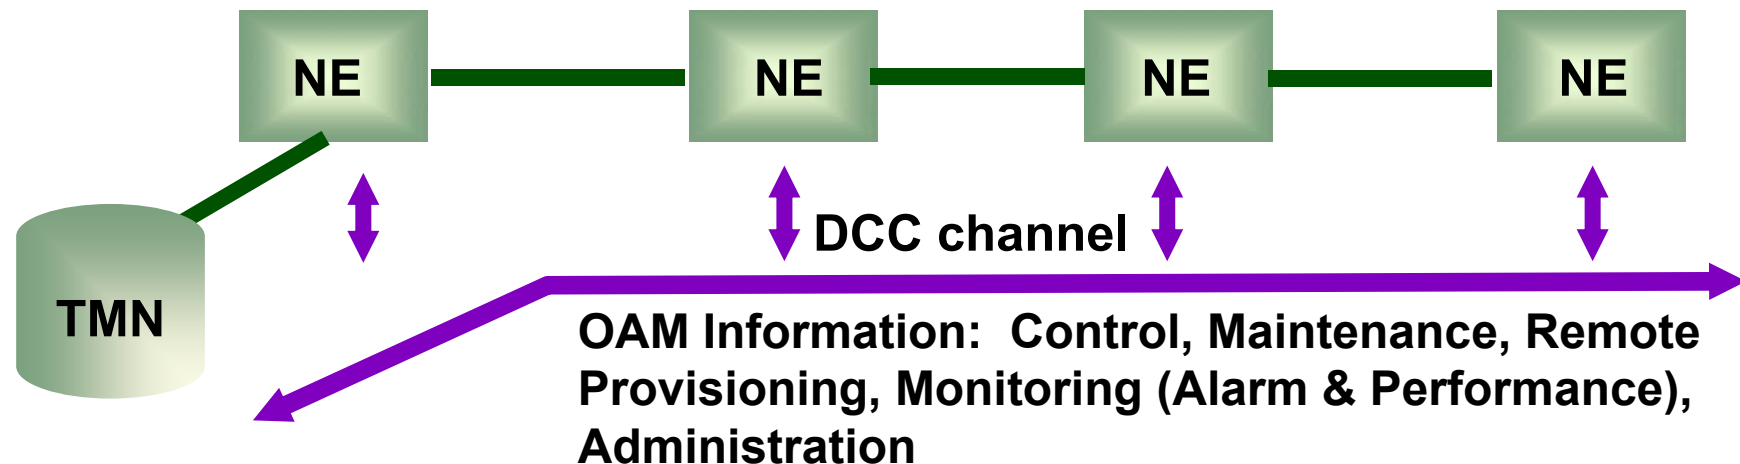 NE NE NE NE
DCC channel
TMN
OAM Information: Control, Maintenance, Remote
Provisioning, Monitoring (Alarm & Performance),
Administration